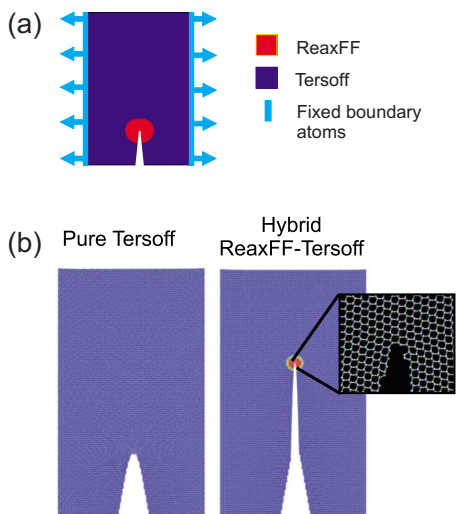 (a)
ReaxFF
Tersoff
Fixed boundary
atoms
(b)
Pure Tersoff
Hybrid
ReaxFF-Tersoff